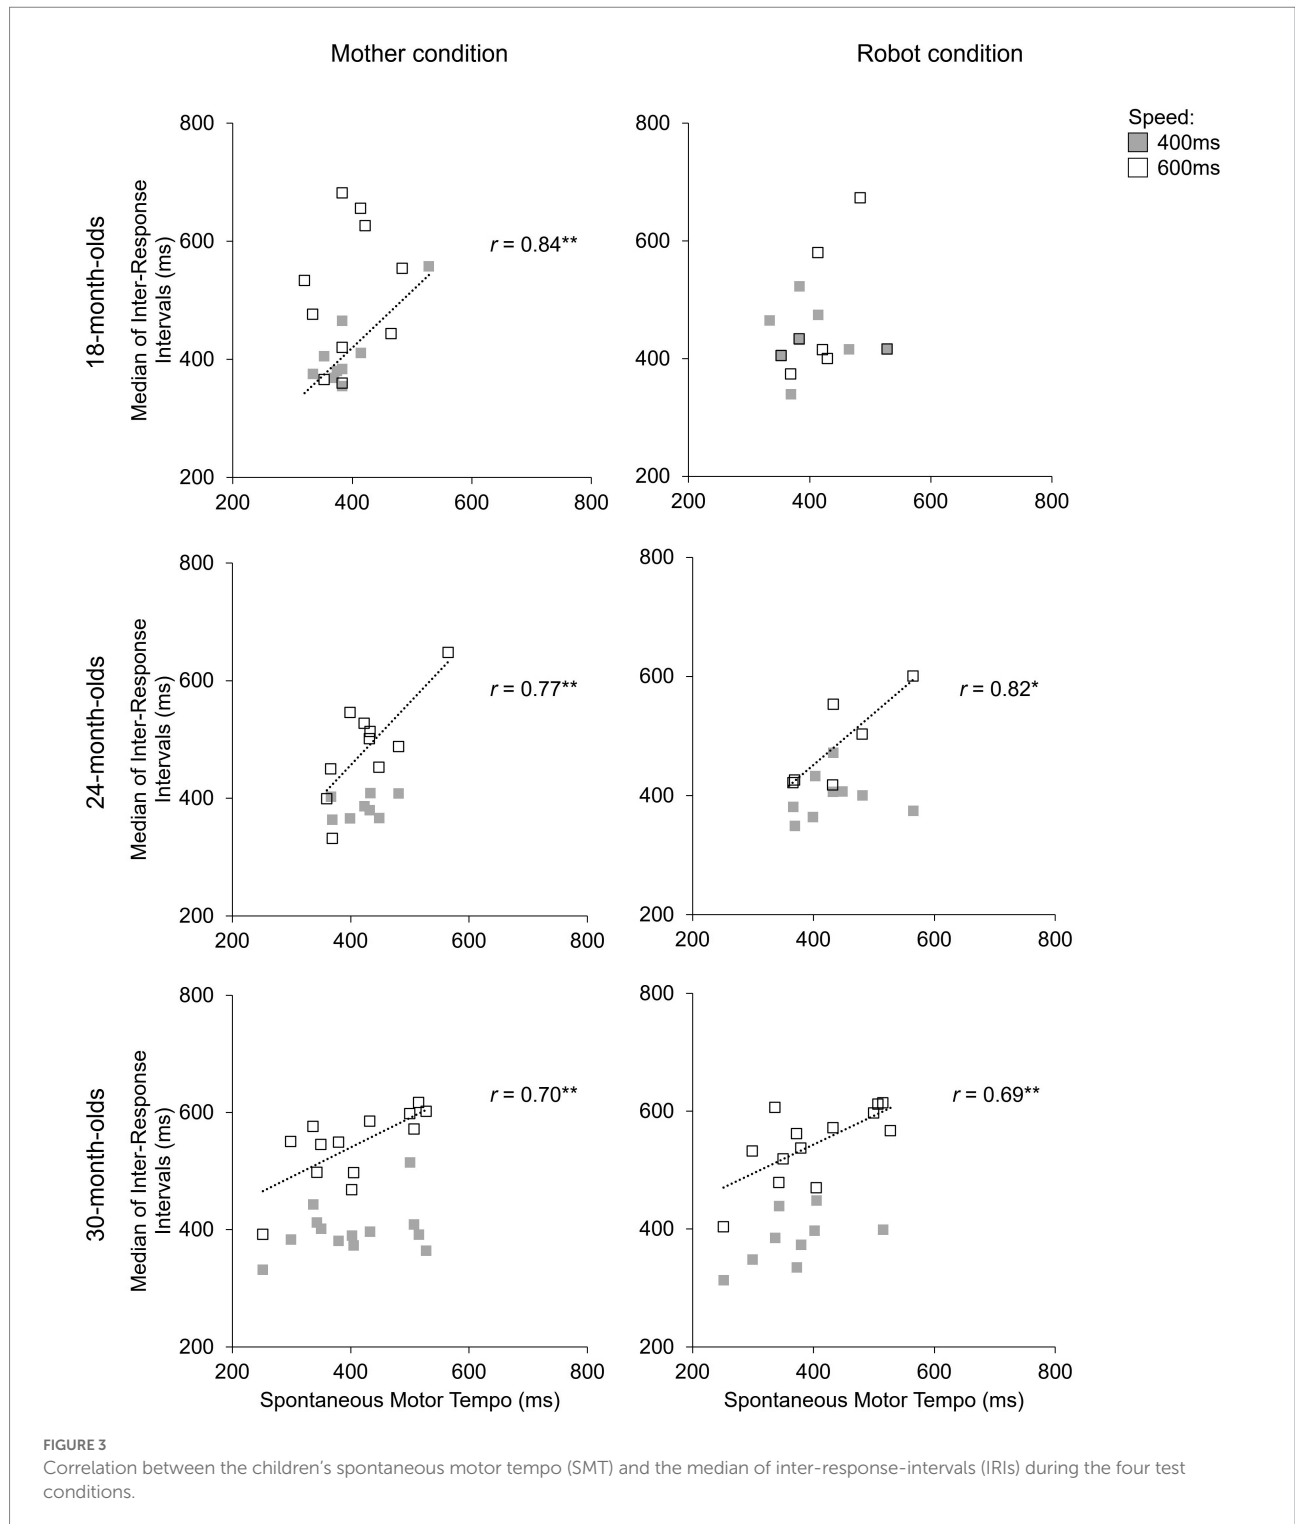 Mother condition
Robot condition
Speed:
400ms
600ms
18-month-olds
Median of Inter-Response
Intervals (ms)
800
600
400
200
200 400 600 800
r = 0.84**
800
600
400
200
200 400 600 800
24-month-olds
Median of Inter-Response
Intervals (ms)
800
600
400
200
200 400 600 800
r = 0.77**
800
600
400
200
200 400 600 800
r = 0.82*
30-month-olds
Median of Inter-Response
Intervals (ms)
800
600
400
200
200 400 600 800
Spontaneous Motor Tempo (ms)
r = 0.70**
800
600
400
200
200 400 600 800
Spontaneous Motor Tempo (ms)
r = 0.69**
FIGURE 3
Correlation between the children's spontaneous motor tempo (SMT) and the median of inter-response-intervals (IRIs) during the four test
conditions.